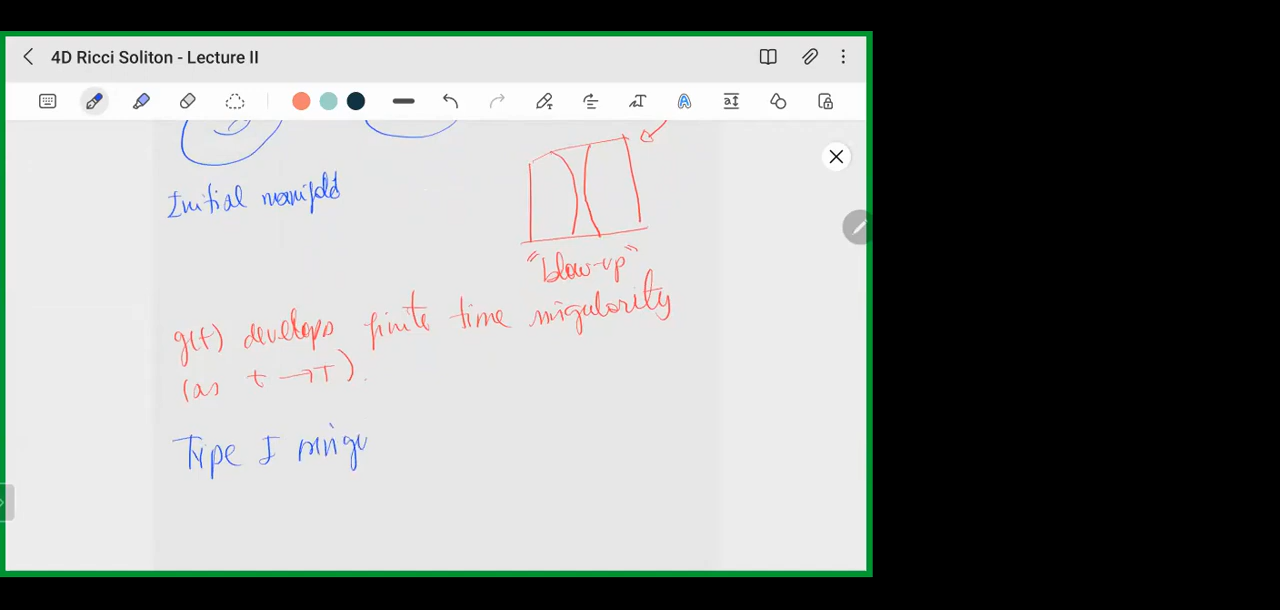 4D Ricci Soliton - Lecture II
Initial manifold
"blow-up"
g(t) develops finite time singularity
(as t → T).
Type I singu